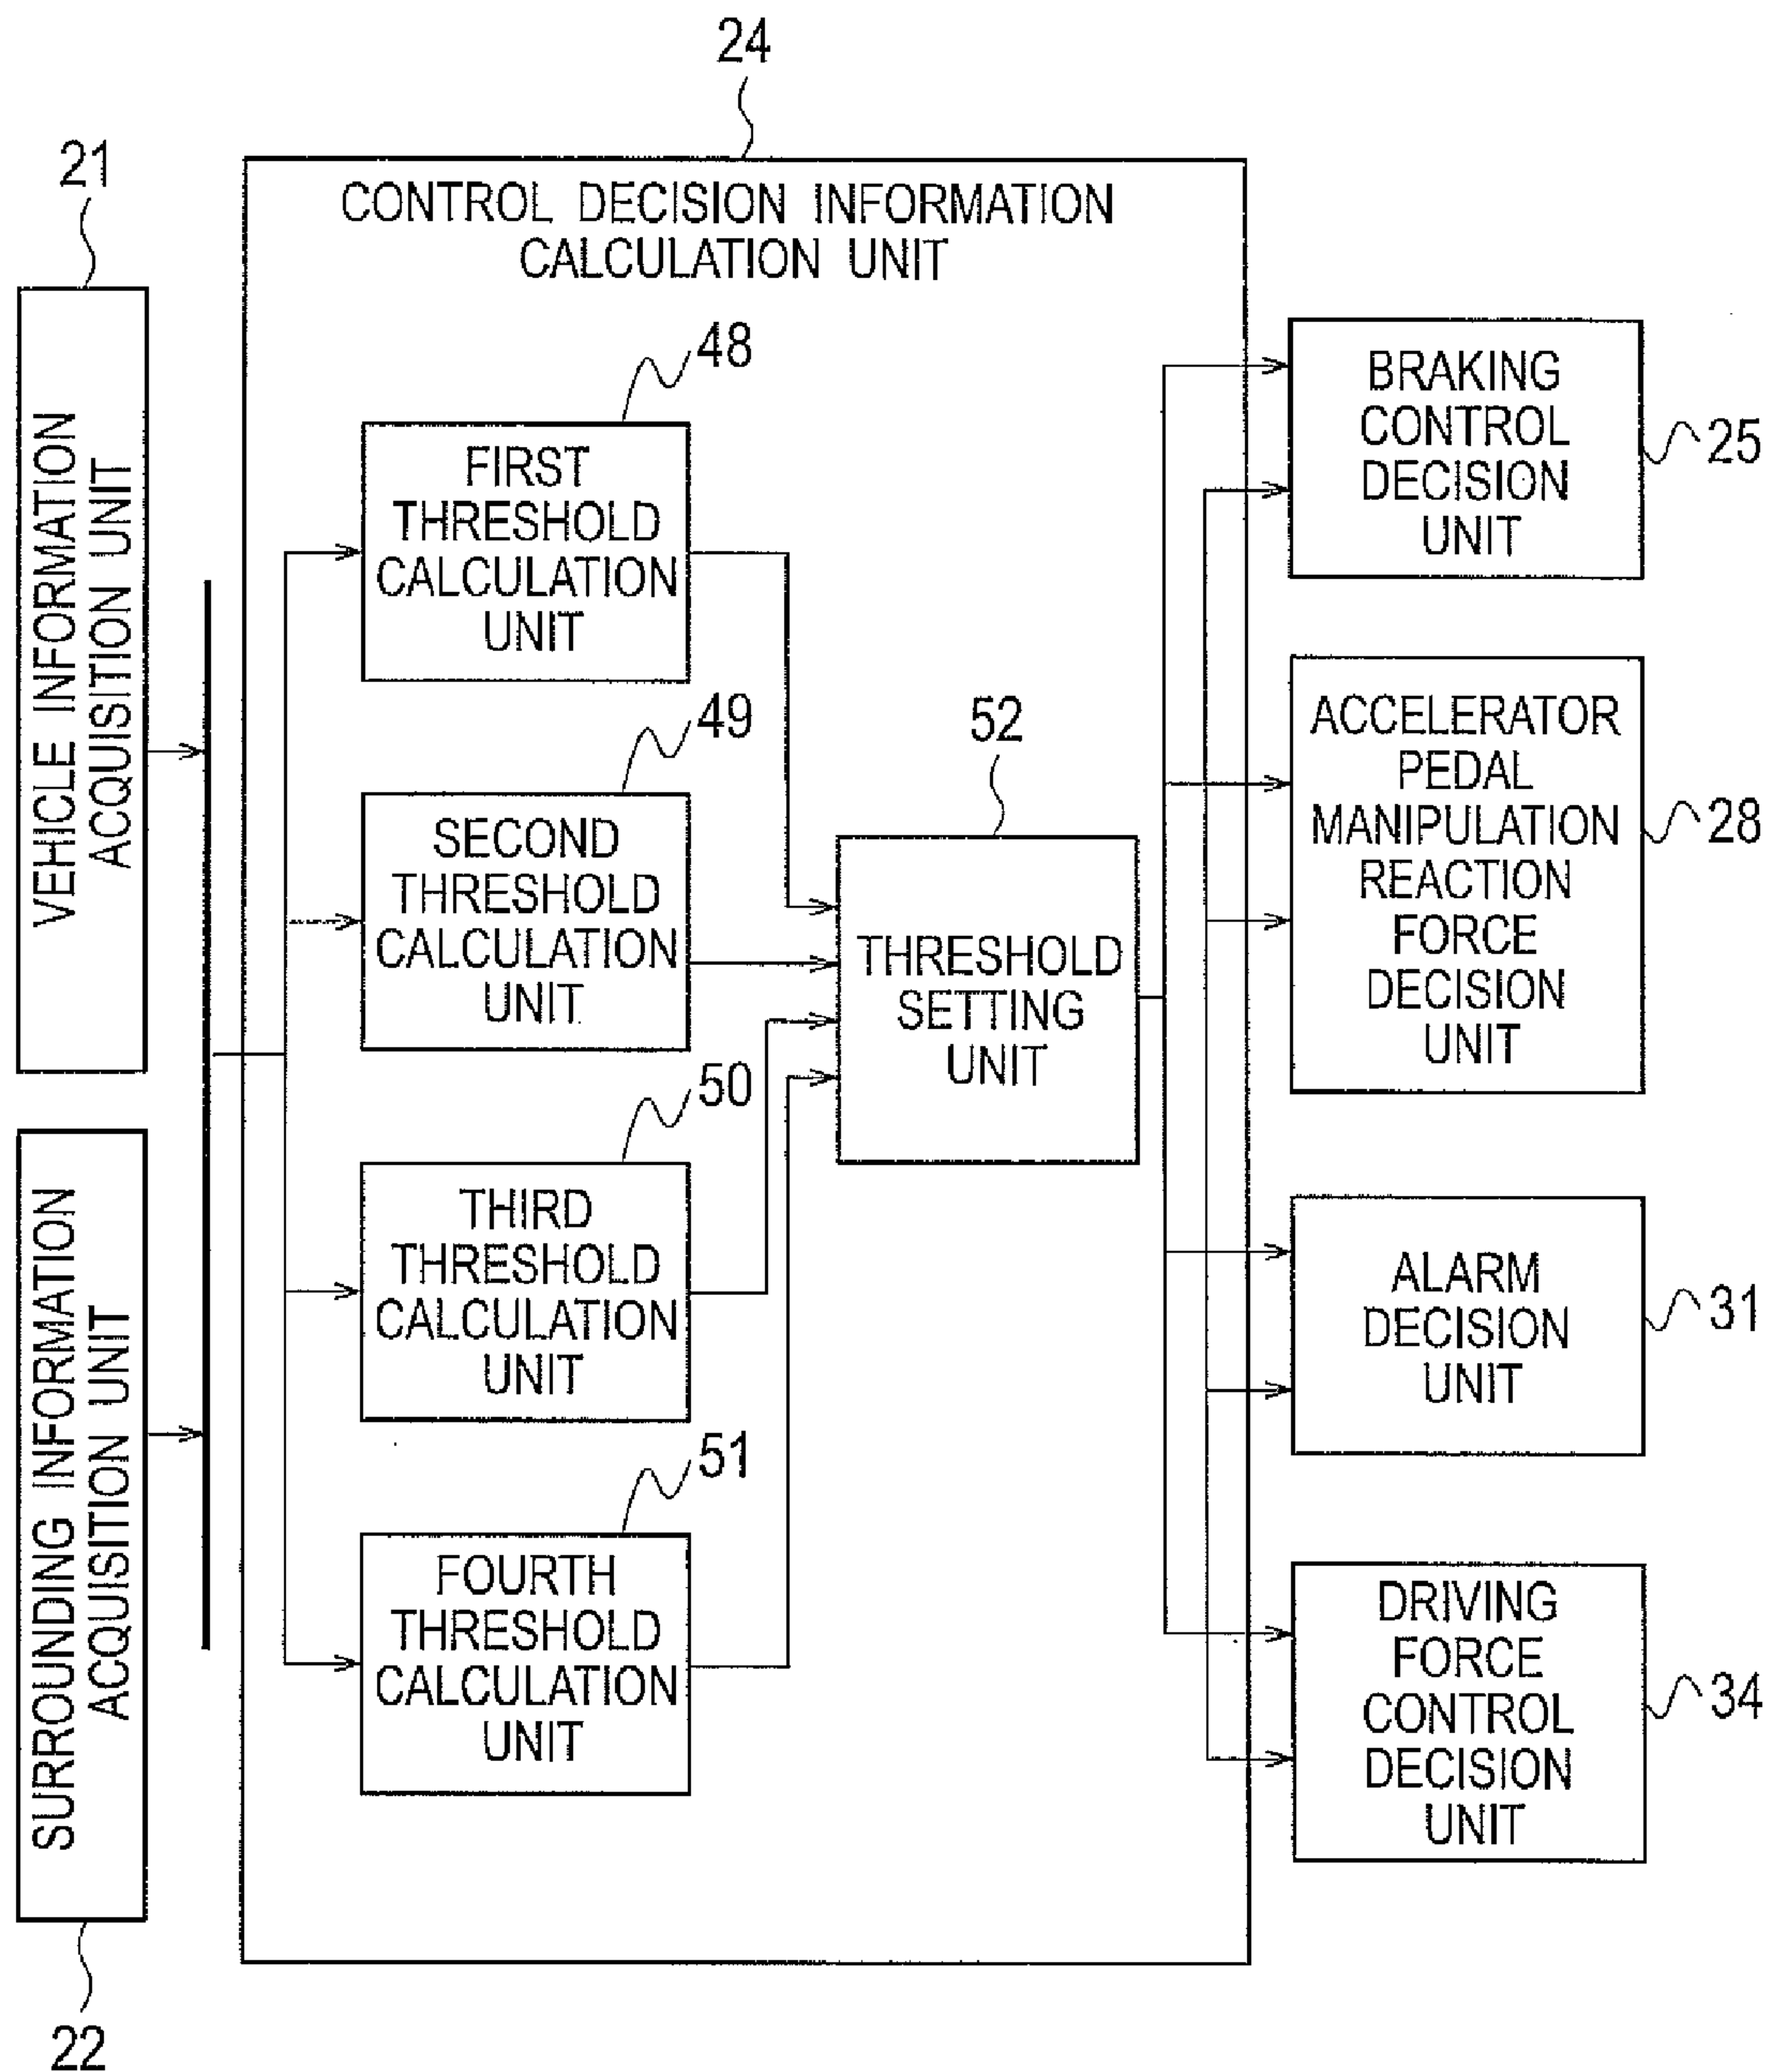 24
21
CONTROL DECISION INFORMATION
CALCULATION UNIT
VEHICLE INFORMATION
ACQUISITION UNIT
48
FIRST
THRESHOLD
CALCULATION
UNIT
49
SECOND
THRESHOLD
CALCULATION
UNIT
50
THIRD
THRESHOLD
CALCULATION
UNIT
51
FOURTH
THRESHOLD
CALCULATION
UNIT
52
THRESHOLD
SETTING
UNIT
BRAKING
CONTROL
DECISION
UNIT
25
ACCELERATOR
PEDAL
MANIPULATION
REACTION
FORCE
DECISION
UNIT
28
ALARM
DECISION
UNIT
31
DRIVING
FORCE
CONTROL
DECISION
UNIT
34
SURROUNDING INFORMATION
ACQUISITION UNIT
22